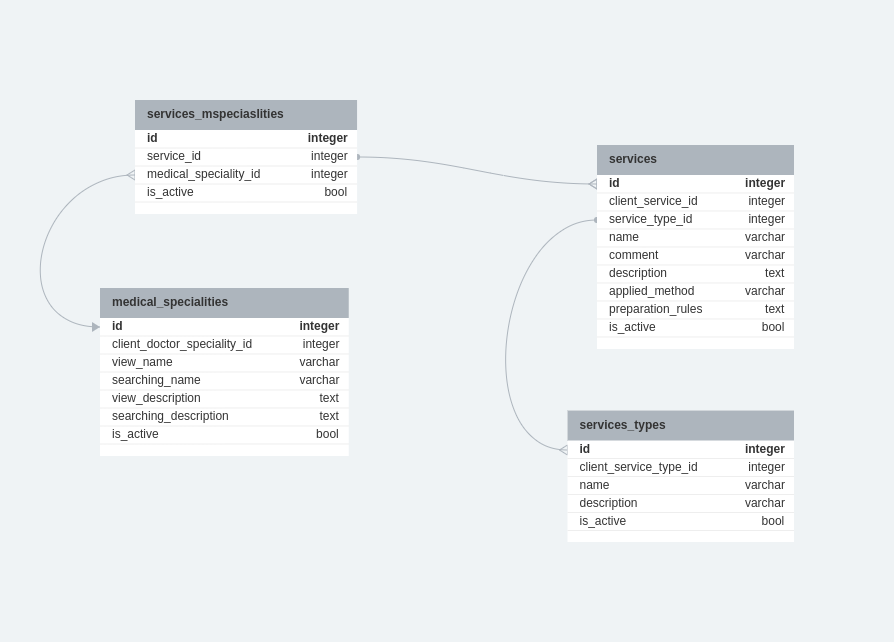 services_mspeciaslities
id integer
service_id integer
medical_speciality_id integer
is_active bool
services
id integer
client_service_id integer
service_type_id integer
name varchar
comment varchar
description text
applied_method varchar
preparation_rules text
is_active bool
medical_specialities
id integer
client_doctor_speciality_id integer
view_name varchar
searching_name varchar
view_description text
searching_description text
is_active bool
services_types
id integer
client_service_type_id integer
name varchar
description varchar
is_active bool